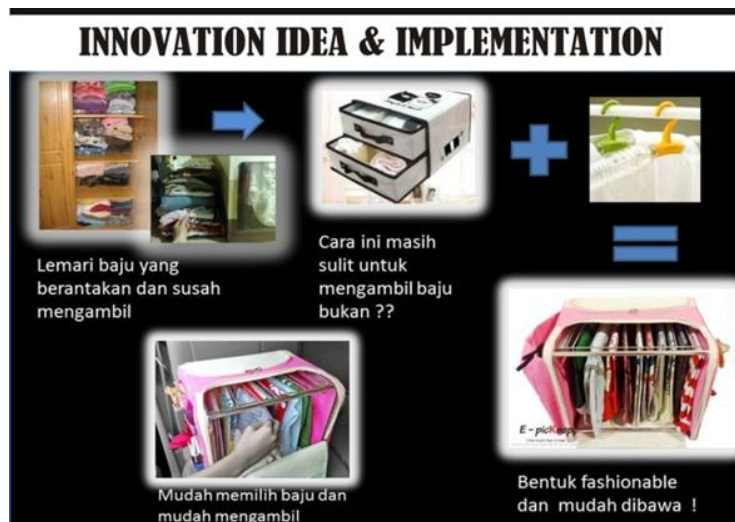 INNOVATION IDEA & IMPLEMENTATION
Lemari baju yang
berantakan dan susah
mengambil
Cara ini masih
sulit untuk
mengambil baju
bukan ??
E - picKeep
Mudah memilih baju dan
mudah mengambil
Bentuk fashionable
dan mudah dibawa !